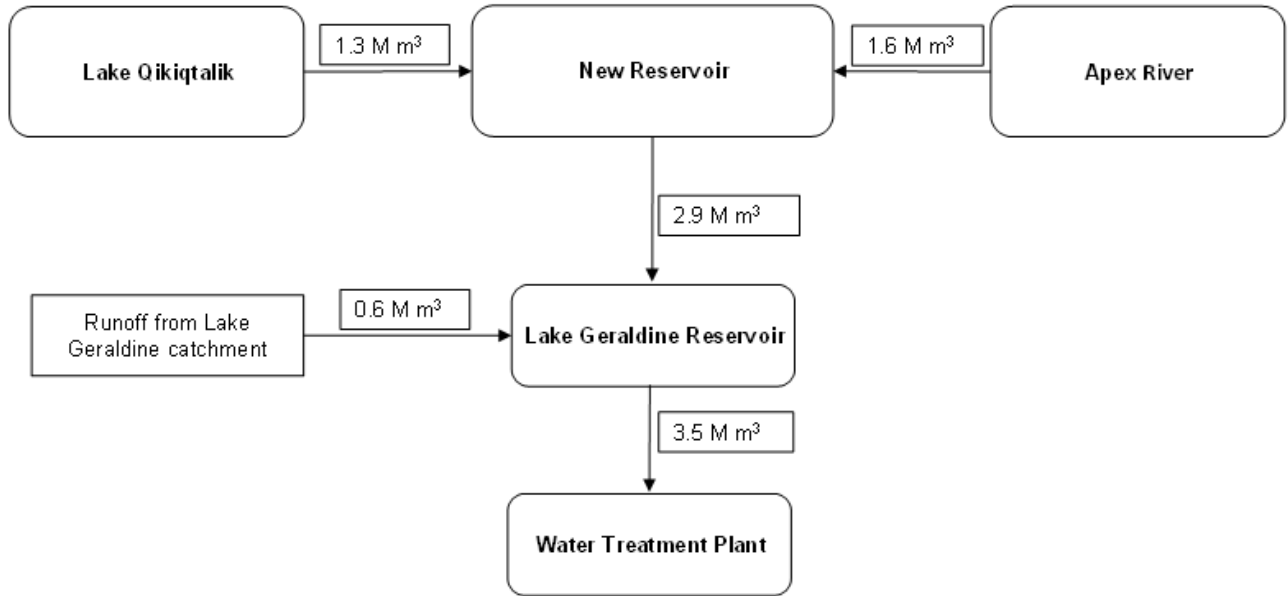 1.3 M m³
1.6 M m³
Lake Qikiqtalik
New Reservoir
Apex River
2.9 M m³
0.6 M m³
Runoff from Lake
Geraldine catchment
Lake Geraldine Reservoir
3.5 M m³
Water Treatment Plant